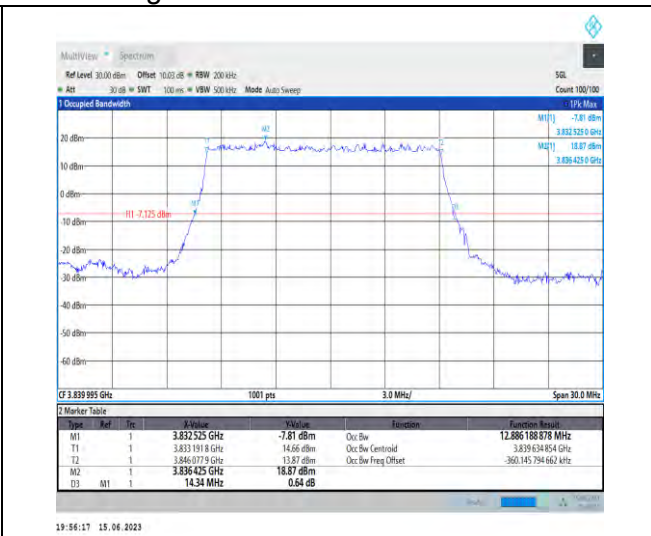 MultiView Spectrum
Ref Level 30.00 dBm Offset 10.03 dB RBW 200 kHz SGL
Att 30 dB SWT 100 ms VBW 500 kHz Mode Auto Sweep Count 100/100
1 Occupied Bandwidth 1Pk Max
M1[1] -7.81 dBm
3.832 525 0 GHz
M2[1] 18.87 dBm
3.836 425 0 GHz
M2
20 dBm
10 dBm
0 dBm
M1
H1 -7.125 dBm
-10 dBm
-20 dBm
-30 dBm
-40 dBm
-50 dBm
-60 dBm
CF 3.839 995 GHz 1001 pts 3.0 MHz/ Span 30.0 MHz
2 Marker Table
Type Ref Trc X-Value Y-Value Function Function Result
M1 1 3.832 525 GHz -7.81 dBm Occ Bw 12.886 188 878 MHz
T1 1 3.833 191 8 GHz 14.66 dBm Occ Bw Centroid 3.839 634 854 GHz
T2 1 3.846 077 9 GHz 13.87 dBm Occ Bw Freq Offset -360.145 794 662 kHz
M2 1 3.836 425 GHz 18.87 dBm
D3 M1 1 14.34 MHz 0.64 dB
19:56:17 15.06.2023